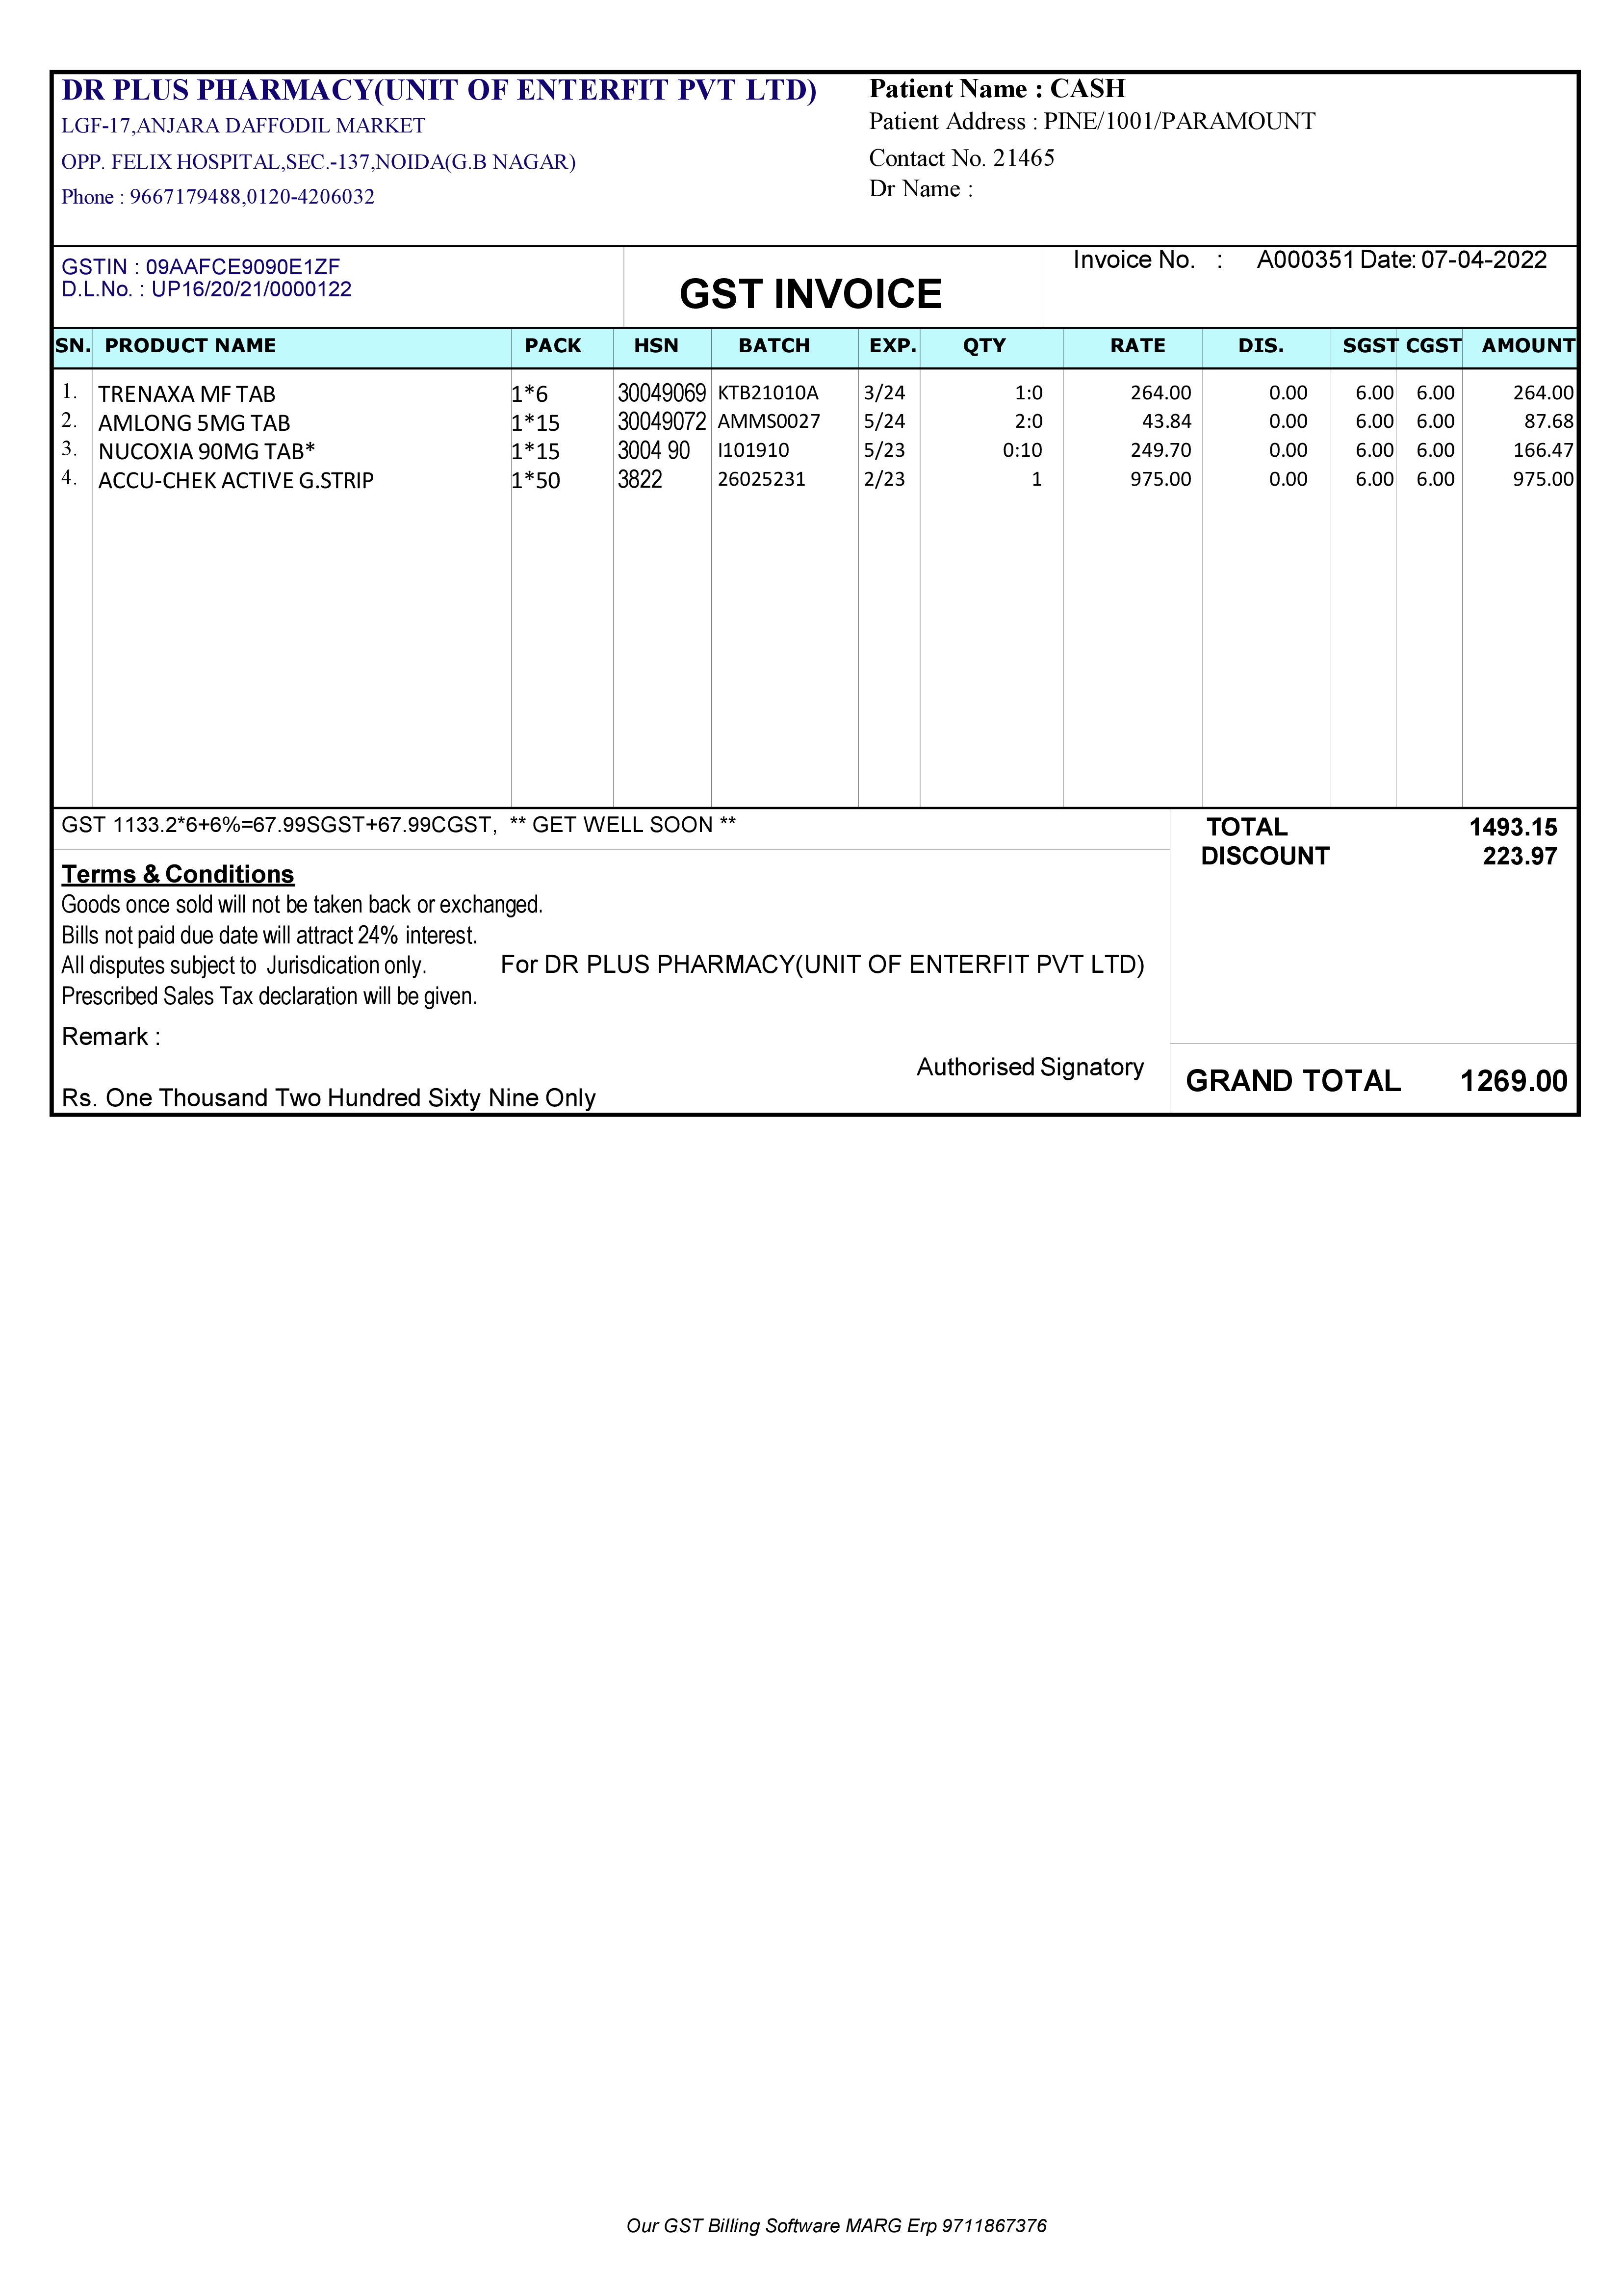 DR PLUS PHARMACY(UNIT OF ENTERFIT PVT LTD)
LGF-17,ANJARA DAFFODIL MARKET
OPP. FELIX HOSPITAL,SEC.-137,NOIDA(G.B NAGAR)
Phone : 9667179488,0120-4206032
Patient Name : CASH
Patient Address : PINE/1001/PARAMOUNT
Contact No. 21465
Dr Name :
GSTIN : 09AAFCE9090E1ZF
D.L.No. : UP16/20/21/0000122
GST INVOICE
Invoice No. : A000351 Date: 07-04-2022
SN. PRODUCT NAME PACK HSN BATCH EXP. QTY RATE DIS. SGST CGST AMOUNT
1. TRENAXA MF TAB 1*6 30049069 KTB21010A 3/24 1:0 264.00 0.00 6.00 6.00 264.00
2. AMLONG 5MG TAB 1*15 30049072 AMMS0027 5/24 2:0 43.84 0.00 6.00 6.00 87.68
3. NUCOXIA 90MG TAB* 1*15 3004 90 I101910 5/23 0:10 249.70 0.00 6.00 6.00 166.47
4. ACCU-CHEK ACTIVE G.STRIP 1*50 3822 26025231 2/23 1 975.00 0.00 6.00 6.00 975.00
GST 1133.2*6+6%=67.99SGST+67.99CGST, ** GET WELL SOON **
TOTAL 1493.15
DISCOUNT 223.97
Terms & Conditions
Goods once sold will not be taken back or exchanged.
Bills not paid due date will attract 24% interest.
All disputes subject to Jurisdication only.
Prescribed Sales Tax declaration will be given.
For DR PLUS PHARMACY(UNIT OF ENTERFIT PVT LTD)
Remark :
Authorised Signatory
Rs. One Thousand Two Hundred Sixty Nine Only
GRAND TOTAL 1269.00
Our GST Billing Software MARG Erp 9711867376